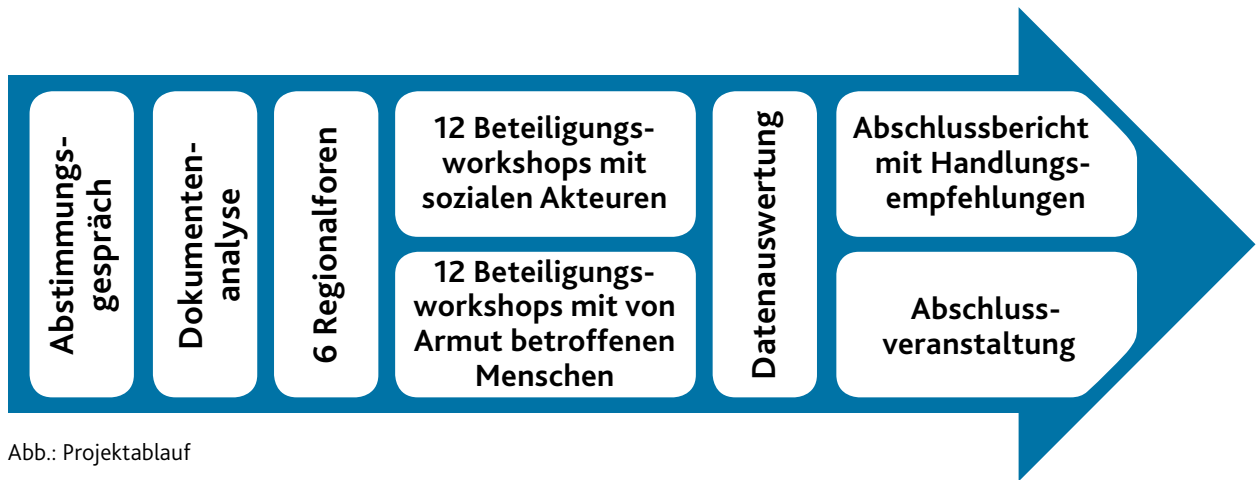 Abstimmungs-
gespräch
Dokumenten-
analyse
6 Regionalforen
12 Beteiligungs-
workshops mit
sozialen Akteuren
12 Beteiligungs-
workshops mit von
Armut betroffenen
Menschen
Datenauswertung
Abschlussbericht
mit Handlungs-
empfehlungen
Abschluss-
veranstaltung
Abb.: Projektablauf